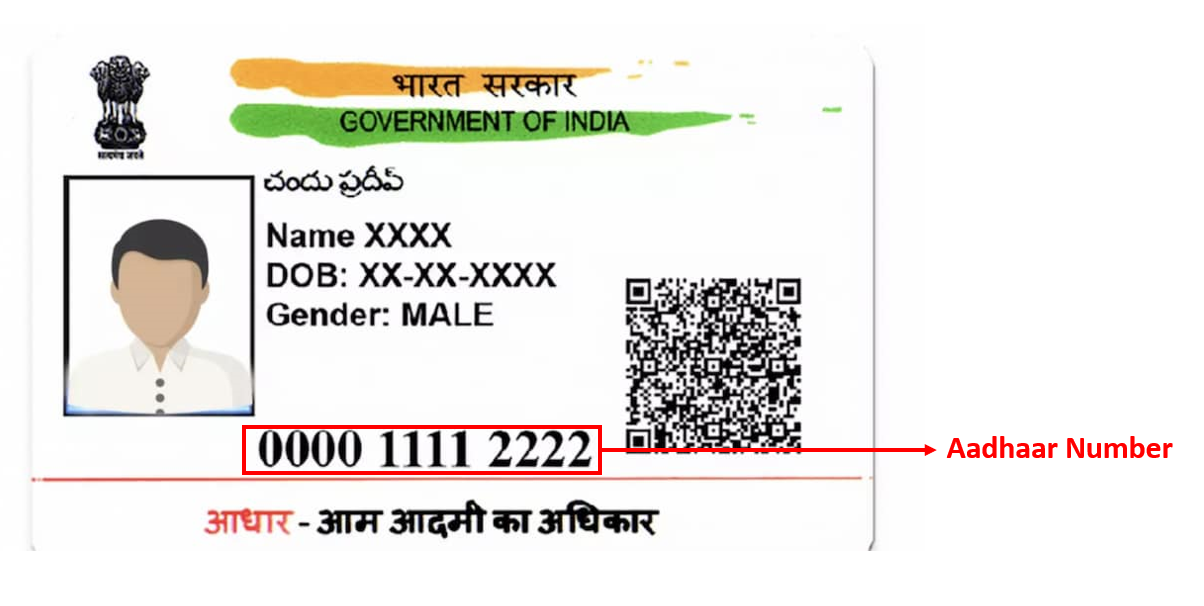 भारत सरकार
GOVERNMENT OF INDIA
सत्यमेव जयते
చందు ప్రదీప్
Name XXXX
DOB: XX-XX-XXXX
Gender: MALE
0000 1111 2222
Aadhaar Number
आधार - आम आदमी का अधिकार